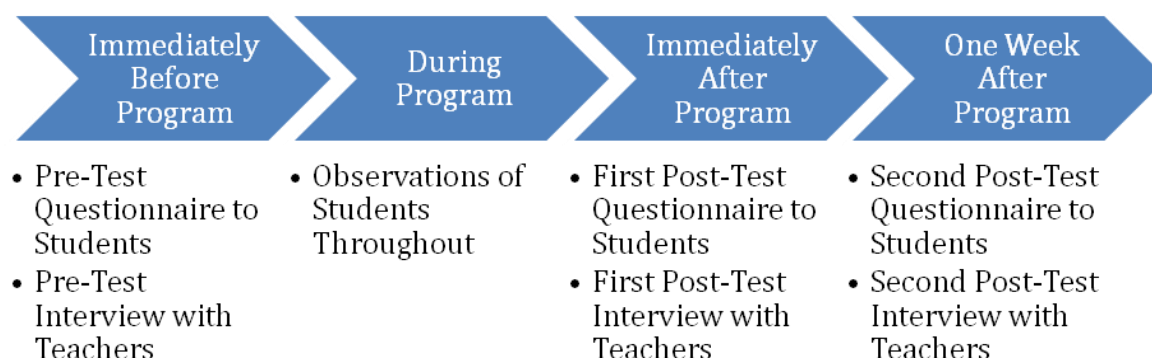 Immediately
Before
Program
During
Program
Immediately
After
Program
One Week
After
Program
• Pre-Test
Questionnaire to
Students
• Pre-Test
Interview with
Teachers
• Observations of
Students
Throughout
• First Post-Test
Questionnaire to
Students
• First Post-Test
Interview with
Teachers
• Second Post-Test
Questionnaire to
Students
• Second Post-Test
Interview with
Teachers